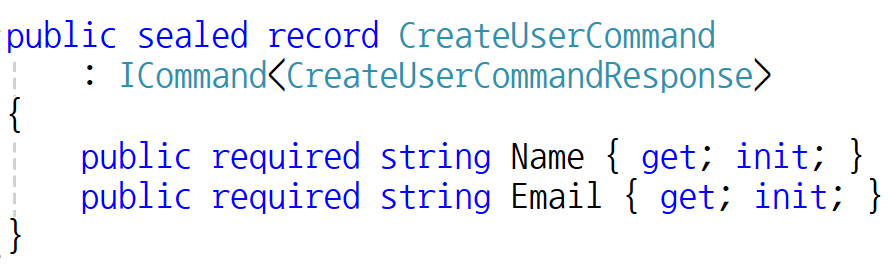 public sealed record CreateUserCommand
    : ICommand<CreateUserCommandResponse>
{
    public required string Name { get; init; }
    public required string Email { get; init; }
}